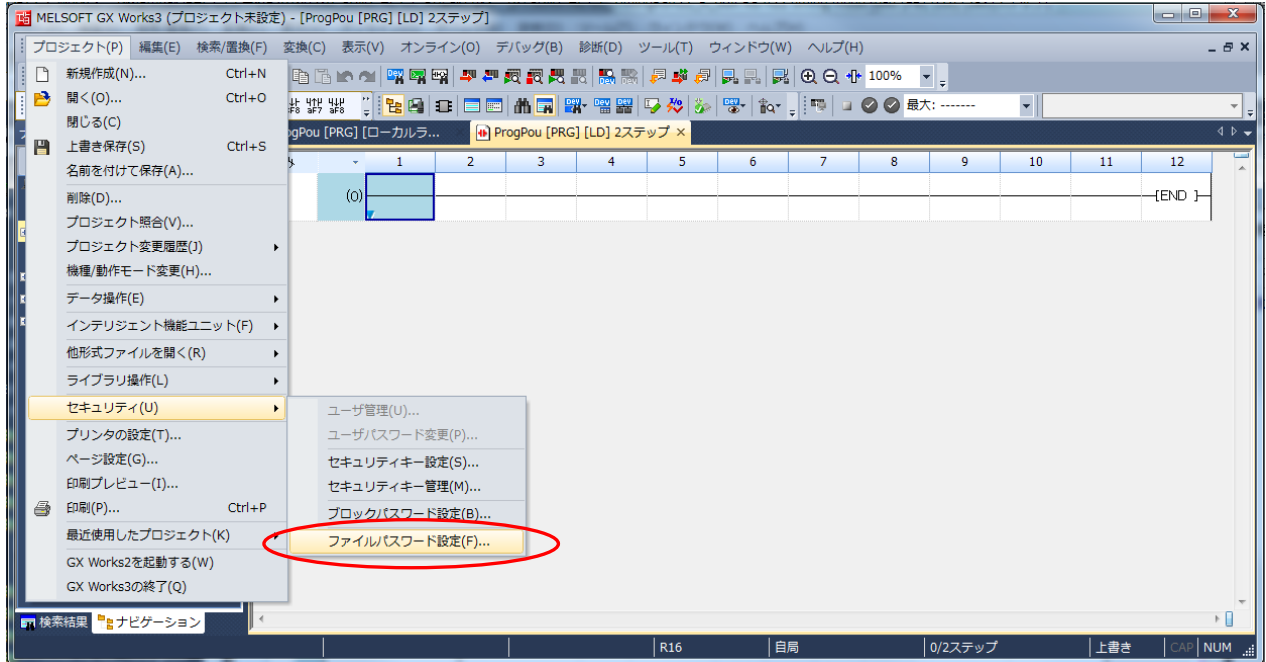 MELSOFT GX Works3 (プロジェクト未設定) - [ProgPou [PRG] [LD] 2ステップ]
プロジェクト(P) 編集(E) 検索/置換(F) 変換(C) 表示(V) オンライン(O) デバッグ(B) 診断(D) ツール(T) ウィンドウ(W) ヘルプ(H)
新規作成(N)... Ctrl+N
100%
開く(O)... Ctrl+O
最大: -------
閉じる(C)
ogPou [PRG] [ローカルラ...
ProgPou [PRG] [LD] 2ステップ
上書き保存(S) Ctrl+S
名前を付けて保存(A)...
1 2 3 4 5 6 7 8 9 10 11 12
削除(D)...
(0)
[END ]
プロジェクト照合(V)...
プロジェクト変更履歴(J)
機種/動作モード変更(H)...
データ操作(E)
インテリジェント機能ユニット(F)
他形式ファイルを開く(R)
ライブラリ操作(L)
セキュリティ(U)
プリンタの設定(T)...
ページ設定(G)...
印刷プレビュー(I)...
印刷(P)... Ctrl+P
最近使用したプロジェクト(K)
GX Works2を起動する(W)
GX Works3の終了(Q)
ユーザ管理(U)...
ユーザパスワード変更(P)...
セキュリティキー設定(S)...
セキュリティキー管理(M)...
ブロックパスワード設定(B)...
ファイルパスワード設定(F)...
検索結果 ナビゲーション
R16 自局 0/2ステップ 上書き CAP NUM